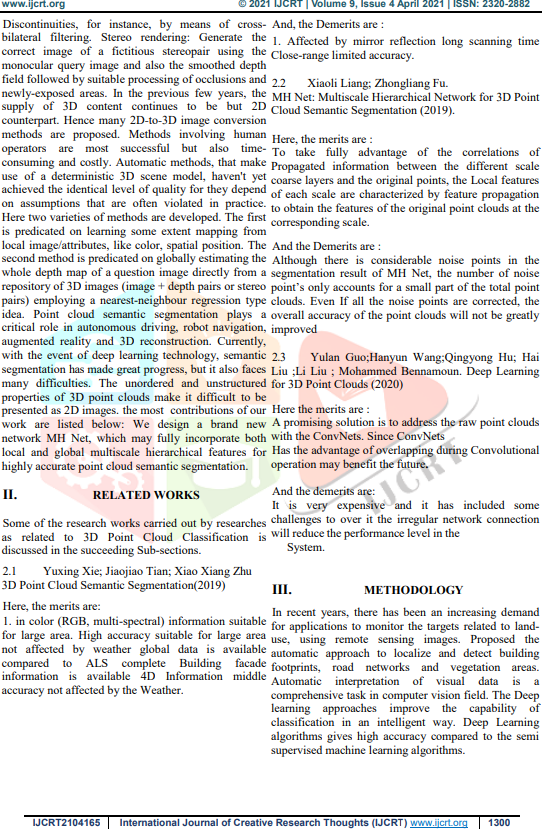 www.ijcrt.org © 2021 IJCRT | Volume 9, Issue 4 April 2021 | ISSN: 2320-2882
Discontinuities, for instance, by means of cross-
bilateral filtering. Stereo rendering: Generate the
correct image of a fictitious stereopair using the
monocular query image and also the smoothed depth
field followed by suitable processing of occlusions and
newly-exposed areas. In the previous few years, the
supply of 3D content continues to be but 2D
counterpart. Hence many 2D-to-3D image conversion
methods are proposed. Methods involving human
operators are most successful but also time-
consuming and costly. Automatic methods, that make
use of a deterministic 3D scene model, haven't yet
achieved the identical level of quality for they depend
on assumptions that are often violated in practice.
Here two varieties of methods are developed. The first
is predicated on learning some extent mapping from
local image/attributes, like color, spatial position. The
second method is predicated on globally estimating the
whole depth map of a question image directly from a
repository of 3D images (image + depth pairs or stereo
pairs) employing a nearest-neighbour regression type
idea. Point cloud semantic segmentation plays a
critical role in autonomous driving, robot navigation,
augmented reality and 3D reconstruction. Currently,
with the event of deep learning technology, semantic
segmentation has made great progress, but it also faces
many difficulties. The unordered and unstructured
properties of 3D point clouds make it difficult to be
presented as 2D images. the most contributions of our
work are listed below: We design a brand new
network MH Net, which may fully incorporate both
local and global multiscale hierarchical features for
highly accurate point cloud semantic segmentation.
II. RELATED WORKS
Some of the research works carried out by researches
as related to 3D Point Cloud Classification is
discussed in the succeeding Sub-sections.
2.1 Yuxing Xie; Jiaojiao Tian; Xiao Xiang Zhu
3D Point Cloud Semantic Segmentation(2019)
Here, the merits are:
1. in color (RGB, multi-spectral) information suitable
for large area. High accuracy suitable for large area
not affected by weather global data is available
compared to ALS complete Building facade
information is available 4D Information middle
accuracy not affected by the Weather.
And, the Demerits are :
1. Affected by mirror reflection long scanning time
Close-range limited accuracy.
2.2 Xiaoli Liang; Zhongliang Fu.
MH Net: Multiscale Hierarchical Network for 3D Point
Cloud Semantic Segmentation (2019).
Here, the merits are :
To take fully advantage of the correlations of
Propagated information between the different scale
coarse layers and the original points, the Local features
of each scale are characterized by feature propagation
to obtain the features of the original point clouds at the
corresponding scale.
And the Demerits are :
Although there is considerable noise points in the
segmentation result of MH Net, the number of noise
point's only accounts for a small part of the total point
clouds. Even If all the noise points are corrected, the
overall accuracy of the point clouds will not be greatly
improved
2.3 Yulan Guo;Hanyun Wang;Qingyong Hu; Hai
Liu ;Li Liu ; Mohammed Bennamoun. Deep Learning
for 3D Point Clouds (2020)
Here the merits are :
A promising solution is to address the raw point clouds
with the ConvNets. Since ConvNets
Has the advantage of overlapping during Convolutional
operation may benefit the future.
And the demerits are:
It is very expensive and it has included some
challenges to over it the irregular network connection
will reduce the performance level in the
System.
III. METHODOLOGY
In recent years, there has been an increasing demand
for applications to monitor the targets related to land-
use, using remote sensing images. Proposed the
automatic approach to localize and detect building
footprints, road networks and vegetation areas.
Automatic interpretation of visual data is a
comprehensive task in computer vision field. The Deep
learning approaches improve the capability of
classification in an intelligent way. Deep Learning
algorithms gives high accuracy compared to the semi
supervised machine learning algorithms.
IJCRT
IJCRT2104165 International Journal of Creative Research Thoughts (IJCRT) www.ijcrt.org 1300